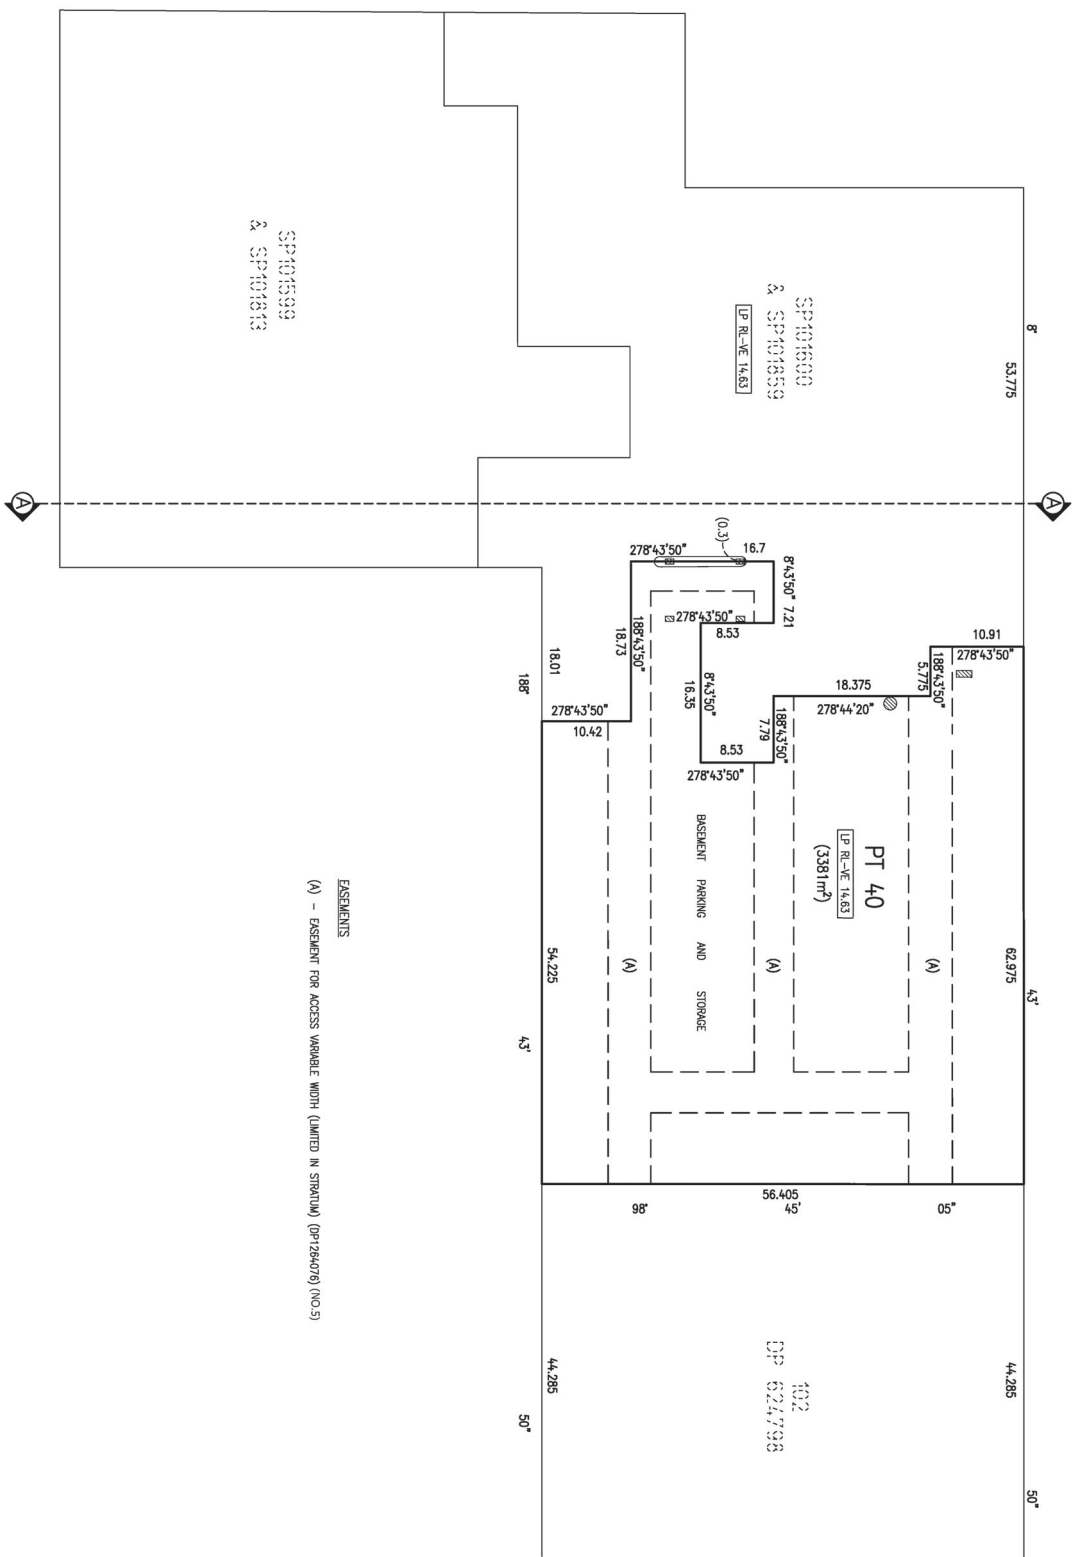 8°
53.775
SP101600
& SP101859
LP RL-VE 14.63
SP101599
& SP101813
A
A
(0.3)
16.7
278°43'50"
8°43'50" 7.21
278°43'50"
8.53
188°43'50"
18.73
8°43'50"
16.35
10.91
278°43'50"
188°43'50"
5.775
18.375
278°44'20"
188°43'50"
7.79
8.53
278°43'50"
18.01
188°
278°43'50"
10.42
PT 40
LP RL-VE 14.63
(3381m²)
BASEMENT PARKING AND STORAGE
(A)
(A)
(A)
62.975
43'
54.225
43'
56.405
98° 45' 05"
102
DP 624798
44.285
50"
44.285
50"
EASEMENTS
(A) - EASEMENT FOR ACCESS VARIABLE WIDTH (LIMITED IN STRATUM) (DP1264076) (NO.5)